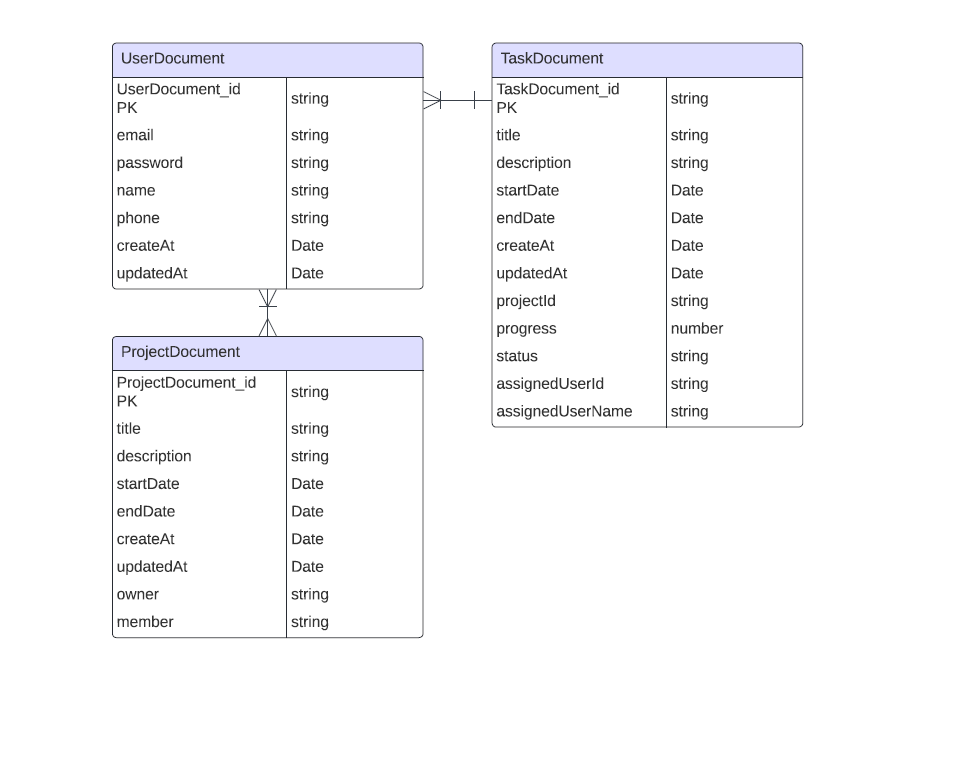 UserDocument
UserDocument_id
PK
string
email string
password string
name string
phone string
createAt Date
updatedAt Date
TaskDocument
TaskDocument_id
PK
string
title string
description string
startDate Date
endDate Date
createAt Date
updatedAt Date
projectId string
progress number
status string
assignedUserId string
assignedUserName string
ProjectDocument
ProjectDocument_id
PK
string
title string
description string
startDate Date
endDate Date
createAt Date
updatedAt Date
owner string
member string